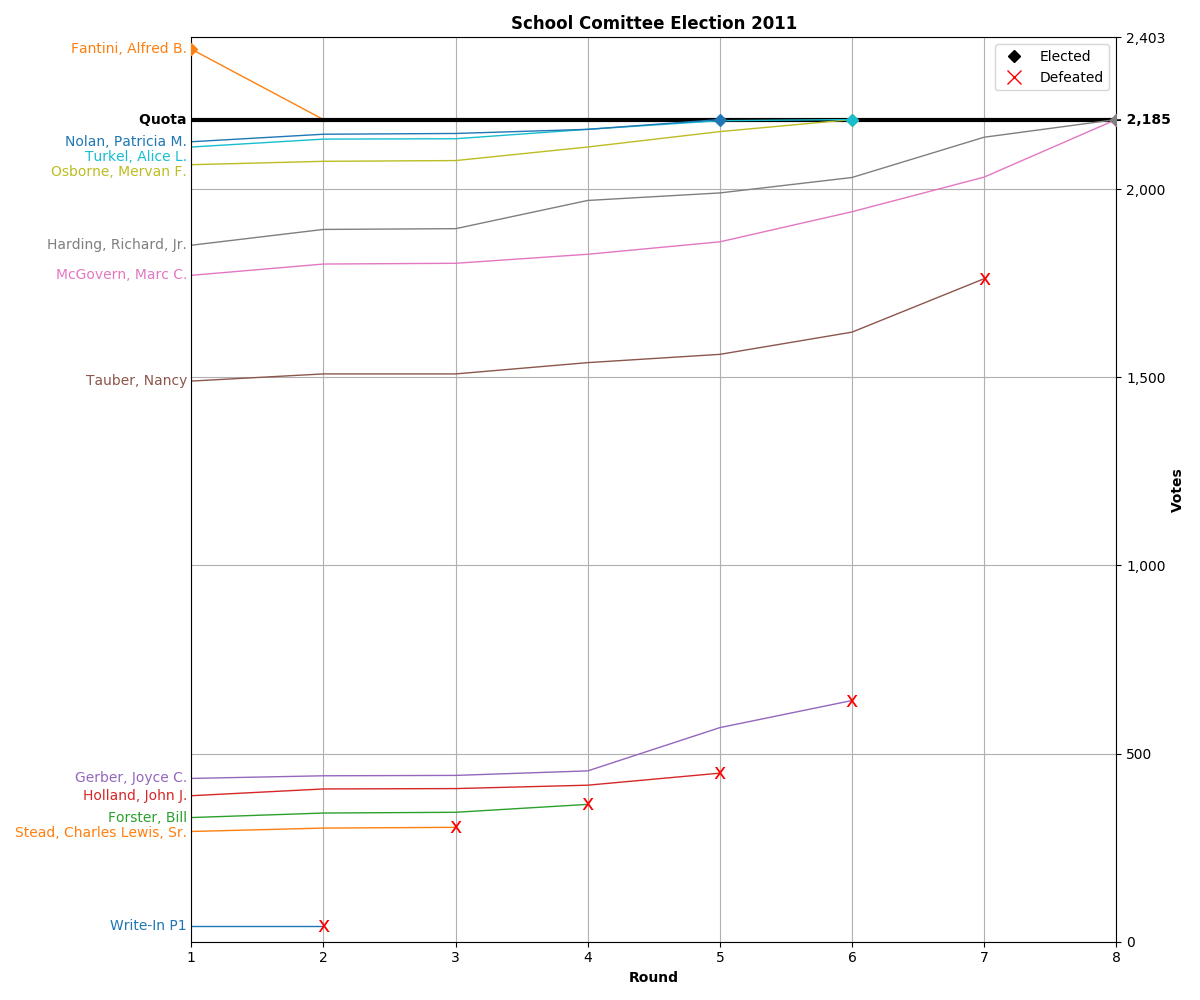 School Comittee Election 2011
Fantini, Alfred B.
Quota
Nolan, Patricia M.
Turkel, Alice L.
Osborne, Mervan F.
Harding, Richard, Jr.
McGovern, Marc C.
Tauber, Nancy
Gerber, Joyce C.
Holland, John J.
Forster, Bill
Stead, Charles Lewis, Sr.
Write-In P1
Elected
Defeated
2,403
2,185
2,000
1,500
1,000
500
0
Votes
1 2 3 4 5 6 7 8
Round